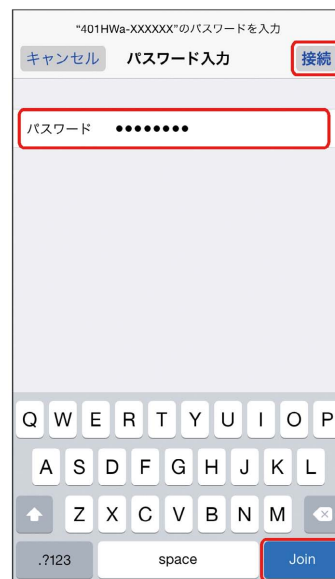 “401HWa-XXXXXX”のパスワードを入力
キャンセル パスワード入力 接続
パスワード ●●●●●●●●
Q W E R T Y U I O P
A S D F G H J K L
Z X C V B N M
.?123 space Join